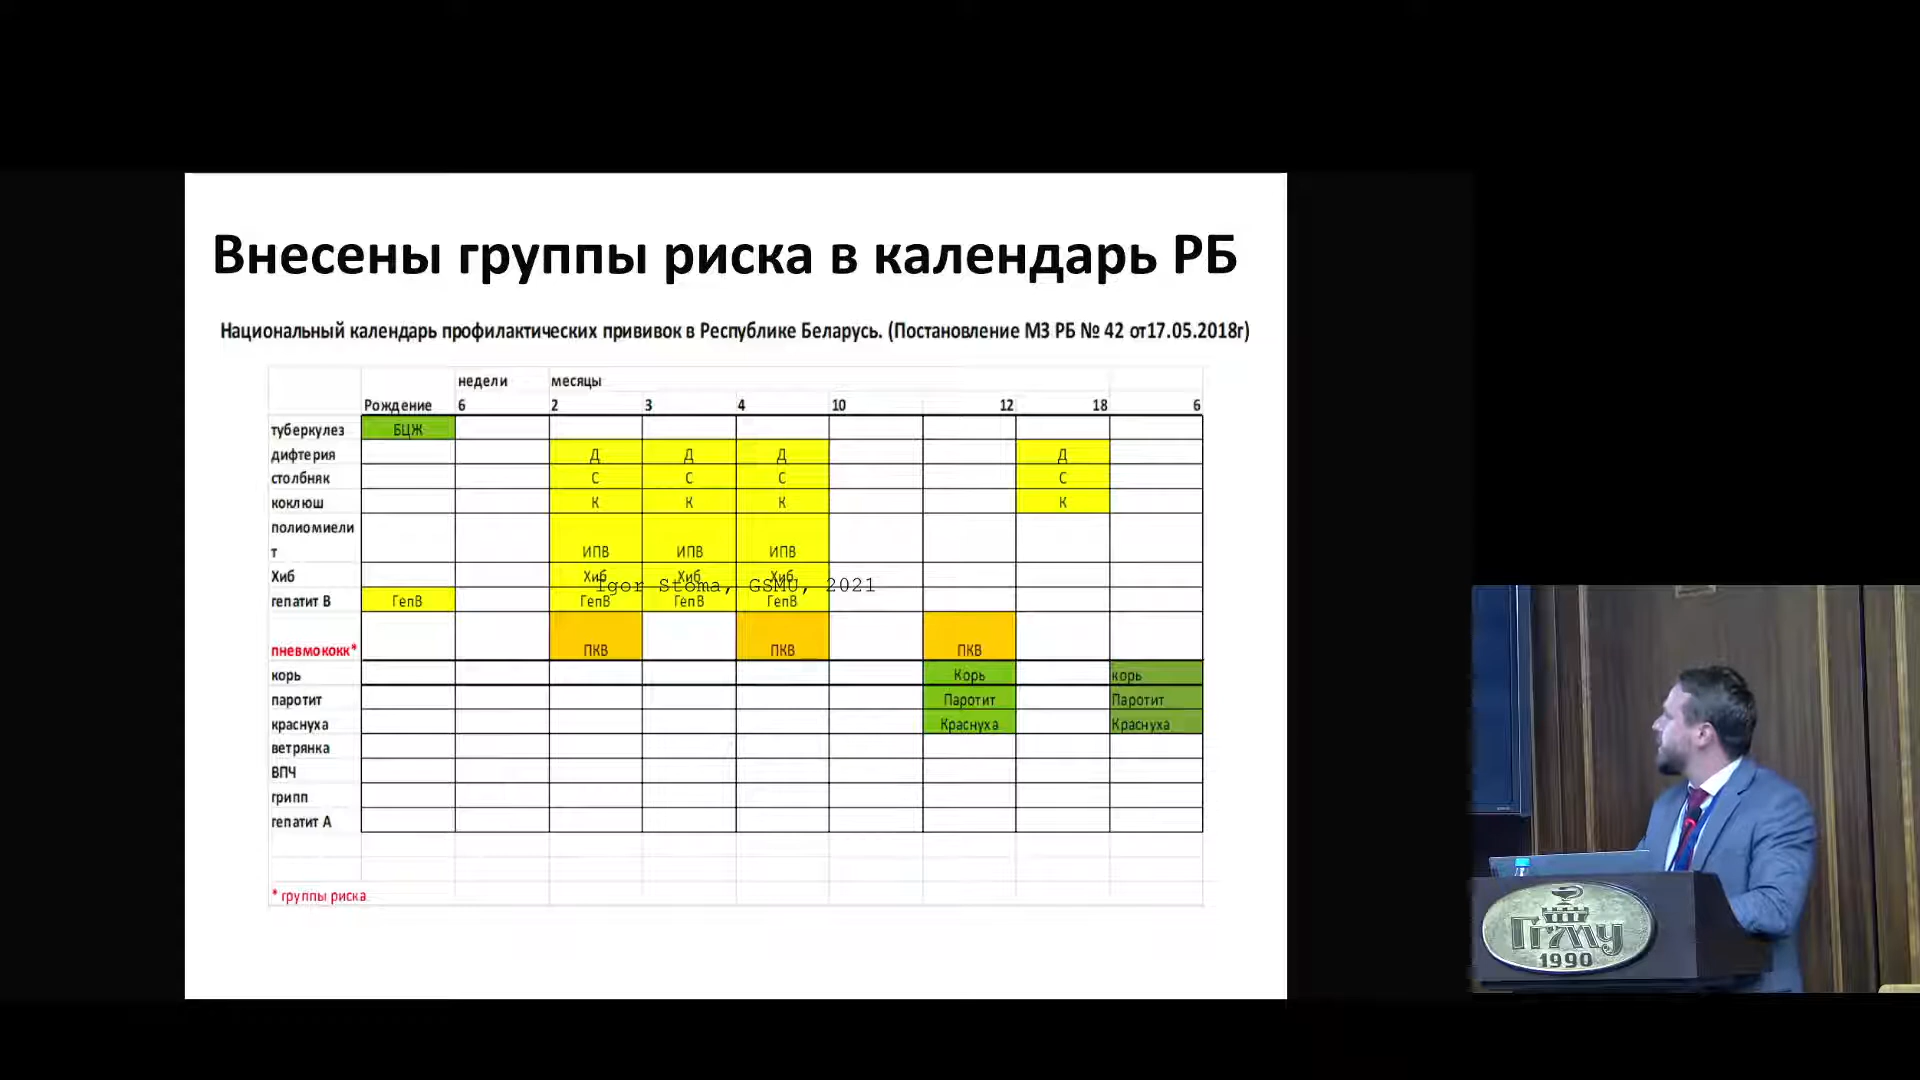 Внесены группы риска в календарь РБ
Национальный календарь профилактических прививок в Республике Беларусь. (Постановление МЗ РБ № 42 от17.05.2018г)
недели месяцы
Рождение 6 2 3 4 10 12 18 6
туберкулез БЦЖ
дифтерия Д Д Д Д
столбняк С С С С
коклюш К К К К
полиомиели
т ИПВ ИПВ ИПВ
Хиб Хиб Хиб Хиб
Igor Stoma, GSMU, 2021
гепатит В ГепВ ГепВ ГепВ ГепВ
пневмококк* ПКВ ПКВ ПКВ
корь Корь корь
паротит Паротит Паротит
краснуха Краснуха Краснуха
ветрянка
ВПЧ
грипп
гепатит А
* группы риска
ГГМУ
1990